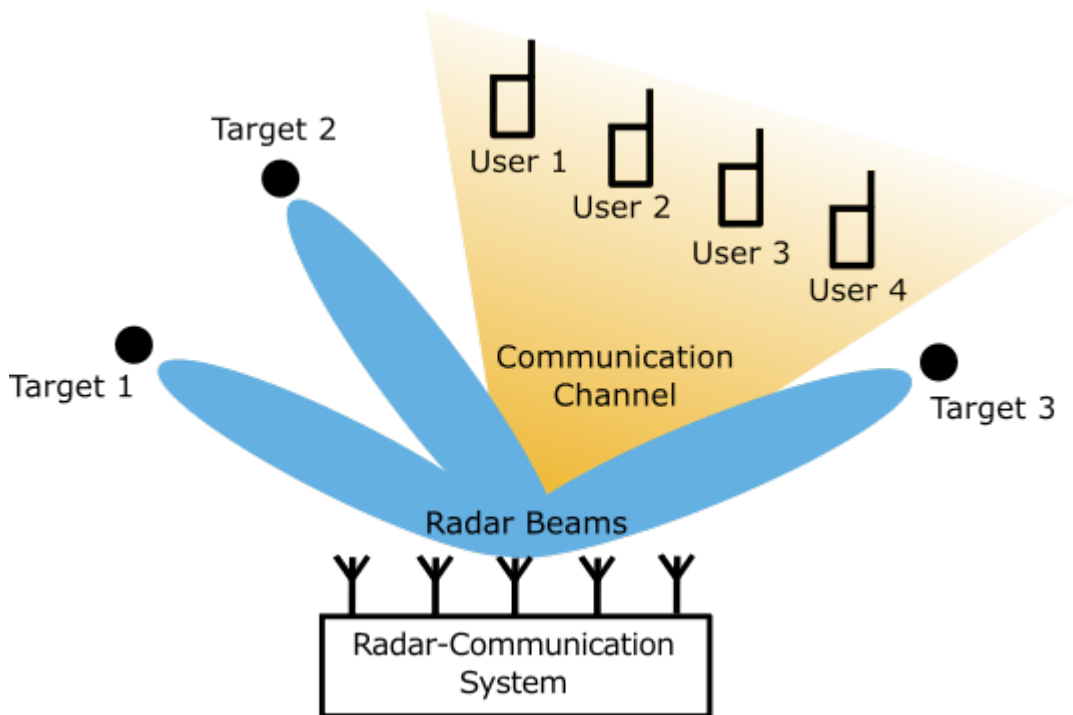 Target 2
User 1
User 2
User 3
User 4
Communication
Channel
Target 1
Target 3
Radar Beams
Radar-Communication
System